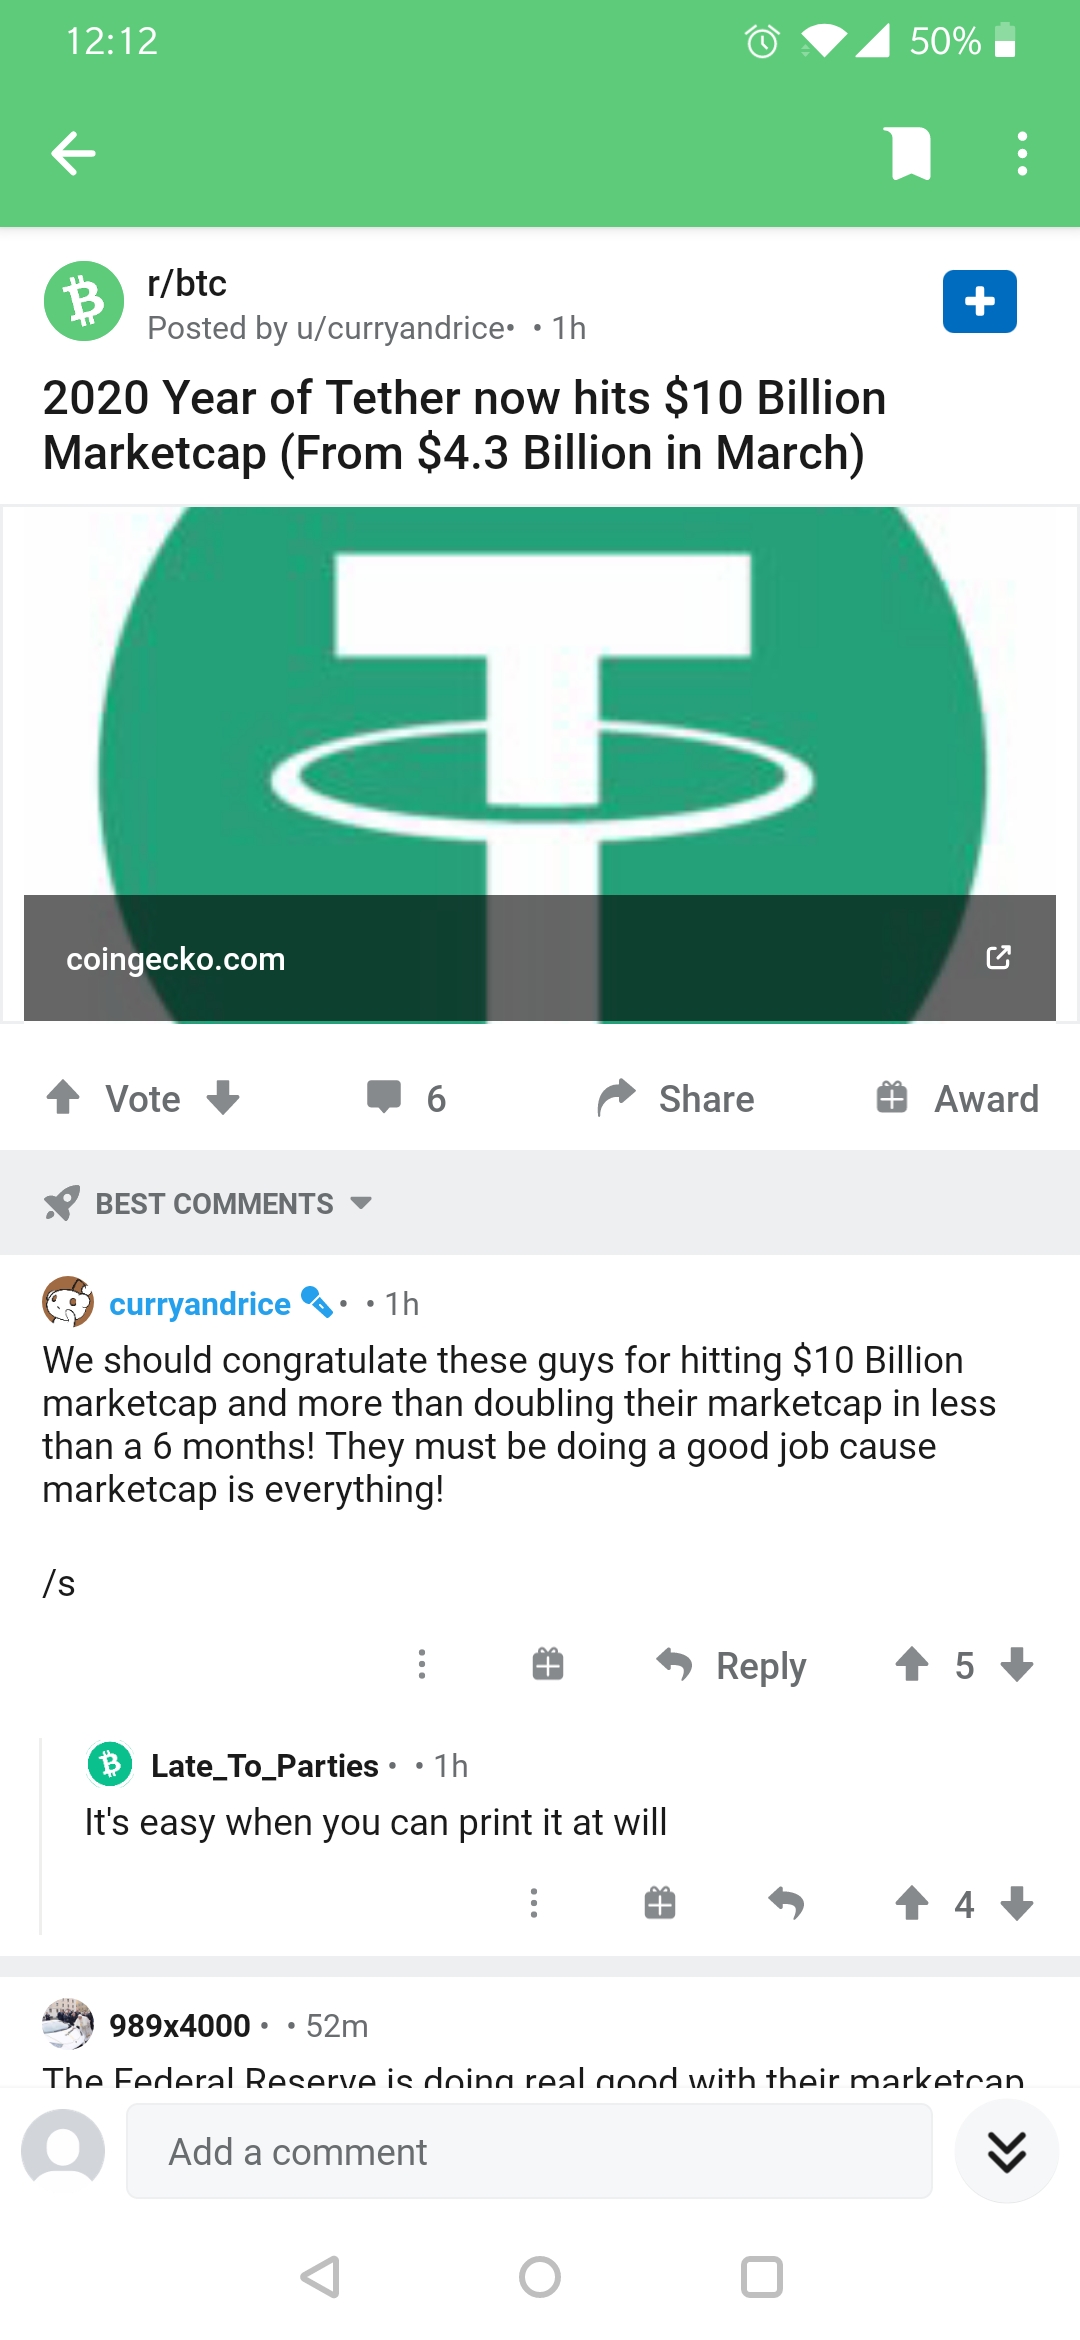 12:12
50%
r/btc
Posted by u/curryandrice• • 1h
2020 Year of Tether now hits $10 Billion
Marketcap (From $4.3 Billion in March)
coingecko.com
Vote
6
Share
Award
BEST COMMENTS
curryandrice • • 1h
We should congratulate these guys for hitting $10 Billion
marketcap and more than doubling their marketcap in less
than a 6 months! They must be doing a good job cause
marketcap is everything!
/s
Reply
5
Late_To_Parties • • 1h
It's easy when you can print it at will
4
989x4000 • • 52m
The Federal Reserve is doing real good with their marketcap
Add a comment